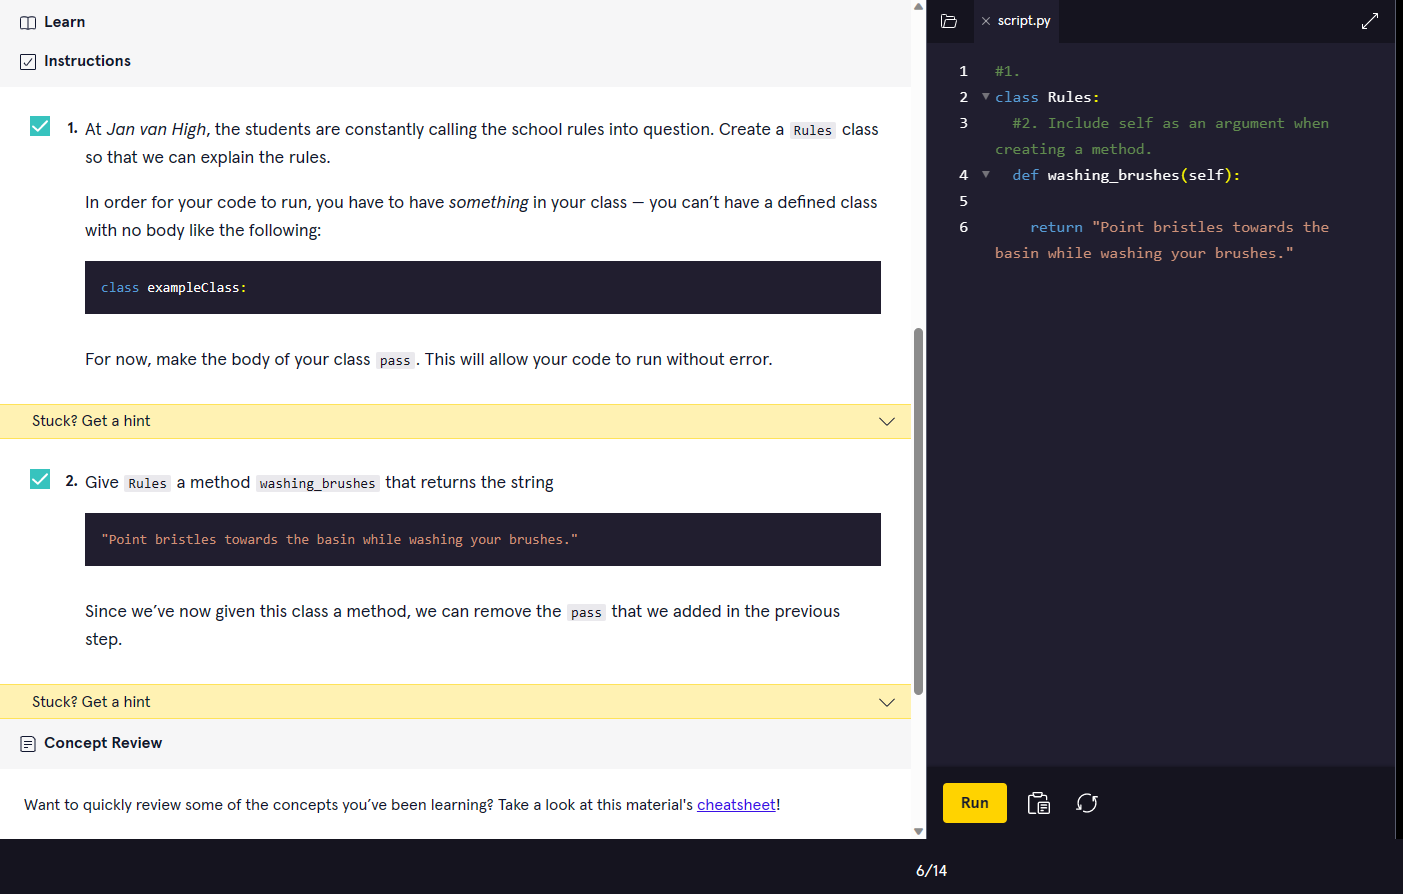 Learn
Instructions
1. At Jan van High, the students are constantly calling the school rules into question. Create a Rules class
so that we can explain the rules.
In order for your code to run, you have to have something in your class — you can’t have a defined class
with no body like the following:
class exampleClass:
For now, make the body of your class pass. This will allow your code to run without error.
Stuck? Get a hint
2. Give Rules a method washing_brushes that returns the string
"Point bristles towards the basin while washing your brushes."
Since we’ve now given this class a method, we can remove the pass that we added in the previous
step.
Stuck? Get a hint
Concept Review
Want to quickly review some of the concepts you’ve been learning? Take a look at this material's cheatsheet!
script.py
1 #1.
2 class Rules:
3 #2. Include self as an argument when
creating a method.
4 def washing_brushes(self):
5
6 return "Point bristles towards the
basin while washing your brushes."
Run
6/14